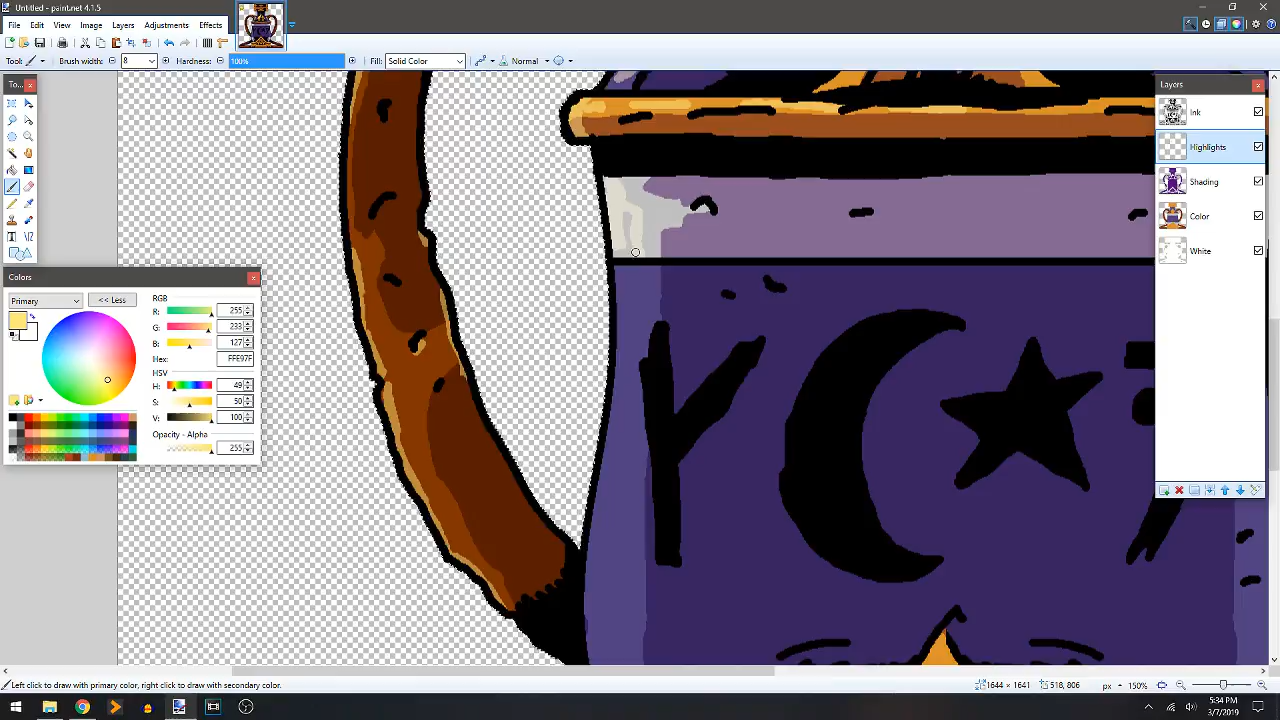 Untitled - paint.net 4.1.5
File Edit View Image Layers Adjustments Effects
Tool: Brush width: 8 Hardness: 100% Fill: Solid Color Normal
To...
Layers
Ink
Highlights
Shading
Color
White
Colors
Primary << Less
RGB
R: 255
G: 233
B: 127
Hex: FFE97F
HSV
H: 49
S: 50
V: 100
Opacity - Alpha
255
Left click to draw with primary color, right click to draw with secondary color. 1644 × 1641 518, 806 px 150%
5:34 PM
3/7/2019